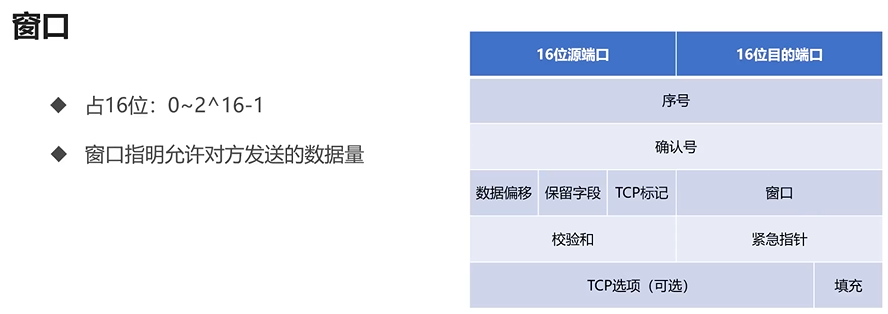 窗口
◆ 占16位：0~2^16-1
◆ 窗口指明允许对方发送的数据量
16位源端口 16位目的端口
序号
确认号
数据偏移 保留字段 TCP标记 窗口
校验和 紧急指针
TCP选项（可选） 填充